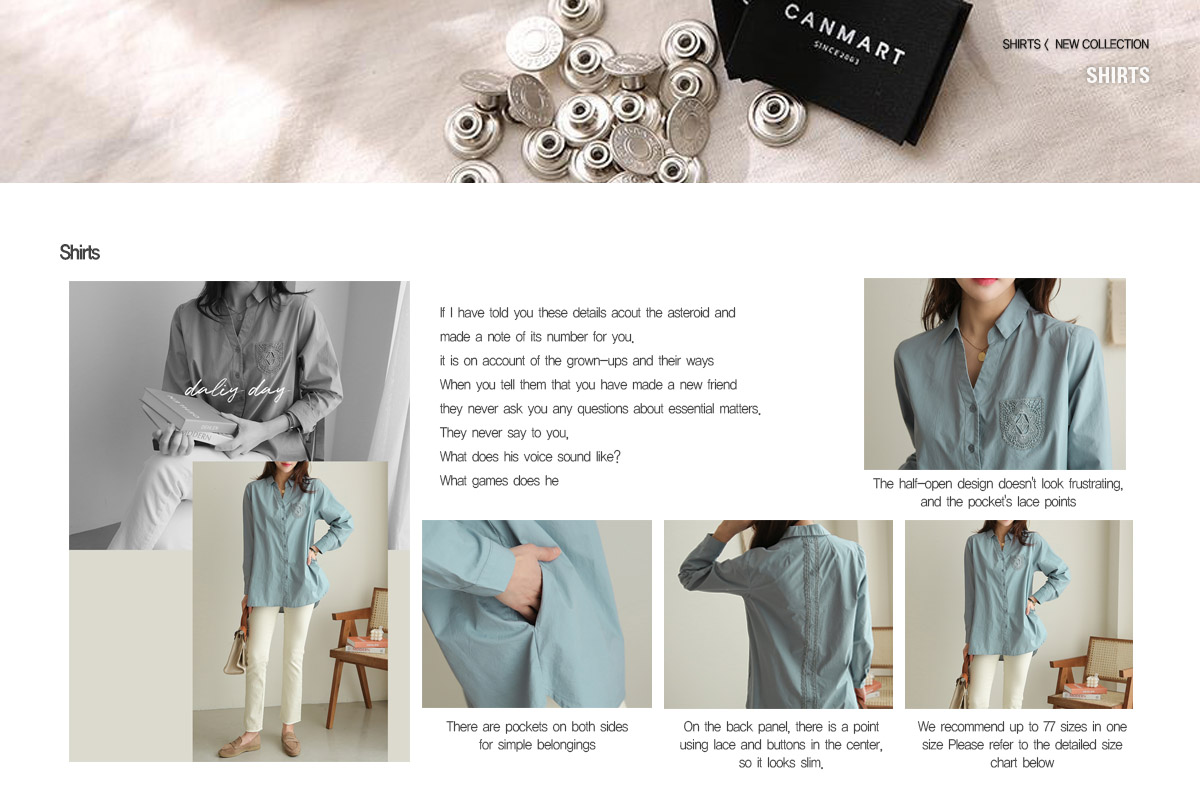 CANMART
SINCE2003
SHIRTS 〈 NEW COLLECTION
SHIRTS
Shirts
daliy day
If I have told you these details acout the asteroid and
made a note of its number for you,
it is on account of the grown-ups and their ways
When you tell them that you have made a new friend
they never ask you any questions about essential matters,
They never say to you,
What does his voice sound like?
What games does he
The half-open design doesn't look frustrating,
and the pocket's lace points
There are pockets on both sides
for simple belongings
On the back panel, there is a point
using lace and buttons in the center,
so it looks slim,
We recommend up to 77 sizes in one
size Please refer to the detailed size
chart below